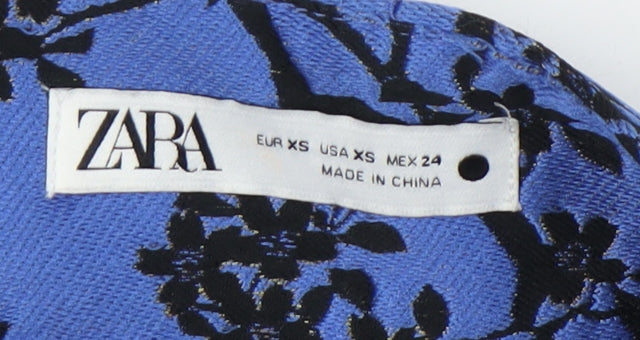 ZARA
EUR XS USA XS MEX 24
MADE IN CHINA